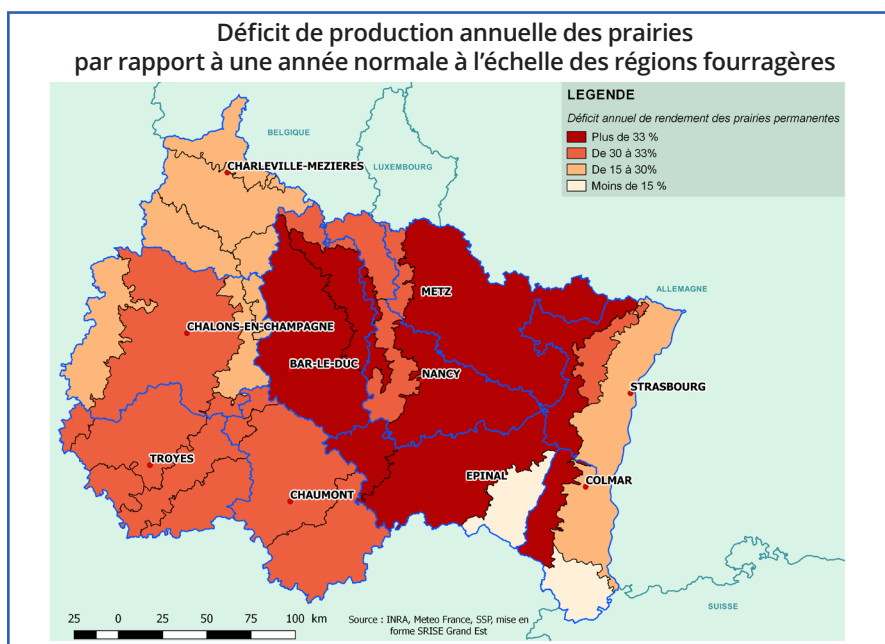 Déficit de production annuelle des prairies
par rapport à une année normale à l'échelle des régions fourragères
LEGENDE
Déficit annuel de rendement des prairies permanentes
Plus de 33 %
De 30 à 33%
De 15 à 30%
Moins de 15 %
BELGIQUE
CHARLEVILLE-MEZIERES
LUXEMBOURG
METZ
ALLEMAGNE
CHALONS-EN-CHAMPAGNE
BAR-LE-DUC
NANCY
STRASBOURG
TROYES
EPINAL
COLMAR
CHAUMONT
SUISSE
25 0 25 50 75 100 km
Source : INRA, Meteo France, SSP, mise en
forme SRISE Grand Est